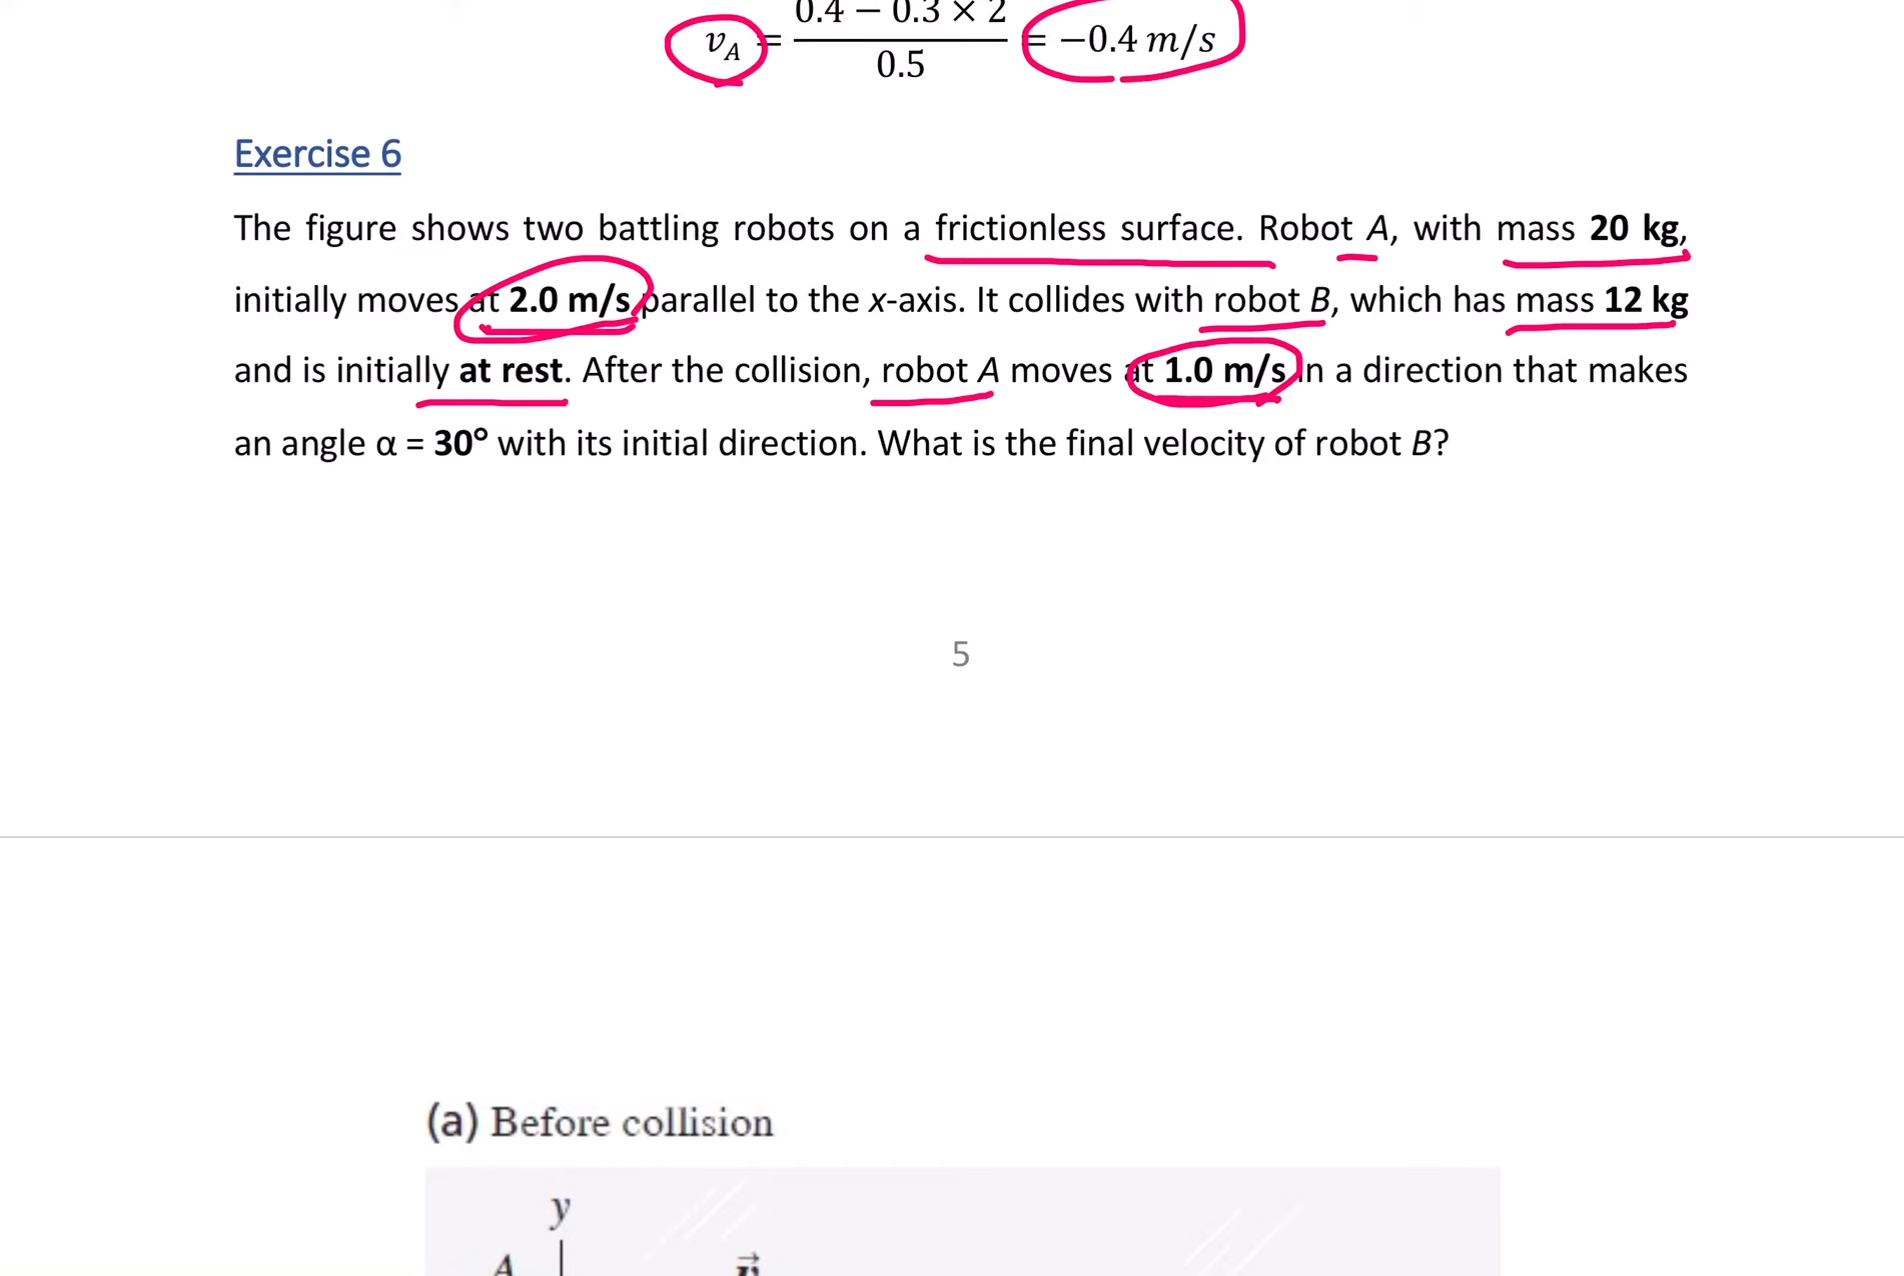 0.4 − 0.3 × 2
v_A = = −0.4 m/s
0.5
Exercise 6
The figure shows two battling robots on a frictionless surface. Robot A, with mass 20 kg,
initially moves at 2.0 m/s parallel to the x-axis. It collides with robot B, which has mass 12 kg
and is initially at rest. After the collision, robot A moves at 1.0 m/s in a direction that makes
an angle α = 30° with its initial direction. What is the final velocity of robot B?
5
(a) Before collision
y
A